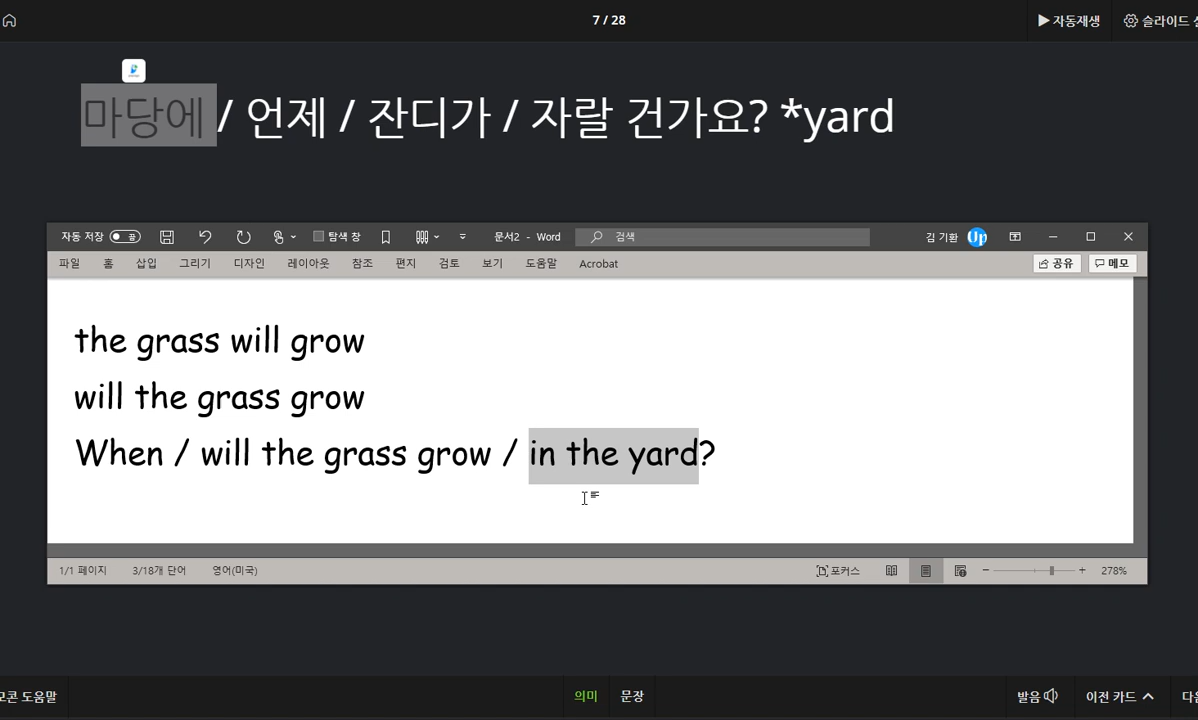 7 / 28
자동재생
슬라이드
마당에 / 언제 / 잔디가 / 자랄 건가요? *yard
자동 저장 끔
탐색 창
문서2 - Word
검색
김 기환
Up
파일 홈 삽입 그리기 디자인 레이아웃 참조 편지 검토 보기 도움말 Acrobat
공유 메모
the grass will grow
will the grass grow
When / will the grass grow / in the yard?
1/1 페이지 3/18개 단어 영어(미국)
포커스
278%
도움말
의미 문장
발음 이전 카드